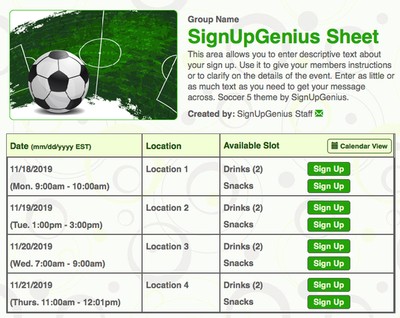 Group Name
SignUpGenius Sheet
This area allows you to enter descriptive text about
your sign up. Use it to give your members instructions
or to clarify on the details of the event. Enter as little or
as much text as you need to get your message
across. Soccer 5 theme by SignUpGenius.
Created by: SignUpGenius Staff
Date (mm/dd/yyyy EST) Location Available Slot Calendar View
11/18/2019 Location 1 Drinks (2) Sign Up
(Mon. 9:00am - 10:00am) Snacks Sign Up
11/19/2019 Location 2 Drinks (2) Sign Up
(Tue. 1:00pm - 3:00pm) Snacks Sign Up
11/20/2019 Location 3 Drinks (2) Sign Up
(Wed. 7:00am - 9:00am) Snacks Sign Up
11/21/2019 Location 4 Drinks (2) Sign Up
(Thurs. 11:00am - 12:01pm) Snacks Sign Up